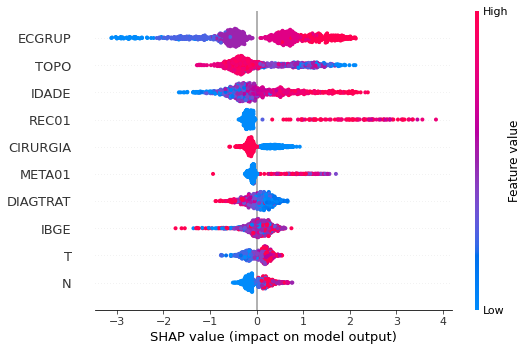 High
ECGRUP
TOPO
IDADE
REC01
CIRURGIA
META01
DIAGTRAT
IBGE
T
N
Feature value
Low
−3 −2 −1 0 1 2 3 4
SHAP value (impact on model output)